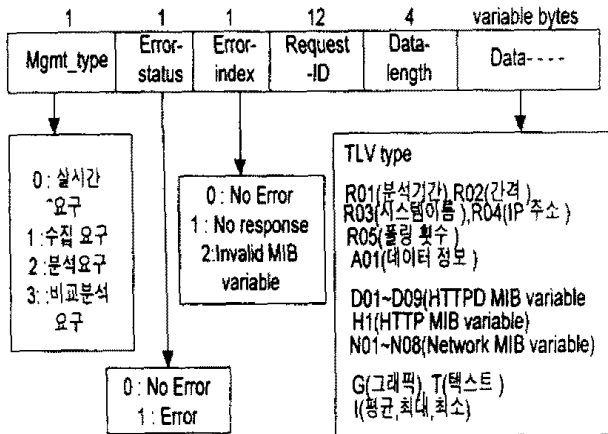 1 1 1 12 4 variable bytes
Mgmt_type Error-status Error-index Request-ID Data-length Data- - - -
0 : 실시간
요구
1 : 수집 요구
2 : 분석요구
3: :비교분석
요구
0 : No Error
1 : Error
0 : No Error
1 : No response
2:Invalid MIB
variable
TLV type
R01(분석기간),R02(간격)
R03(시스템이름),R04(IP 주소)
R05(폴링 횟수)
A01(데이터 정보)
D01~D09(HTTPD MIB variable
H1(HTTP MIB variable)
N01~N08(Network MIB variable)
G(그래픽), T(텍스트)
I(평균,최대,최소)